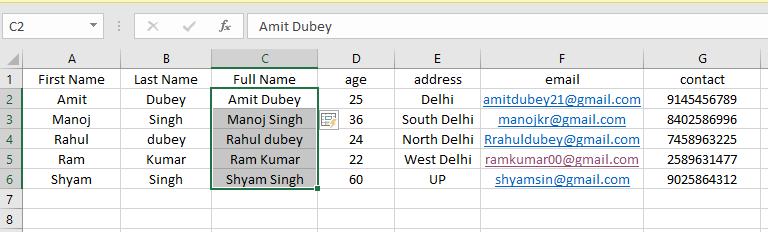 C2 fx Amit Dubey
A B C D E F G
1 First Name Last Name Full Name age address email contact
2 Amit Dubey Amit Dubey 25 Delhi amitdubey21@gmail.com 9145456789
3 Manoj Singh Manoj Singh 36 South Delhi manojkr@gmail.com 8402586996
4 Rahul dubey Rahul dubey 24 North Delhi Rrahuldubey@gmail.com 7458963225
5 Ram Kumar Ram Kumar 22 West Delhi ramkumar00@gmail.com 2589631477
6 Shyam Singh Shyam Singh 60 UP shyamsin@gmail.com 9025864312
7
8